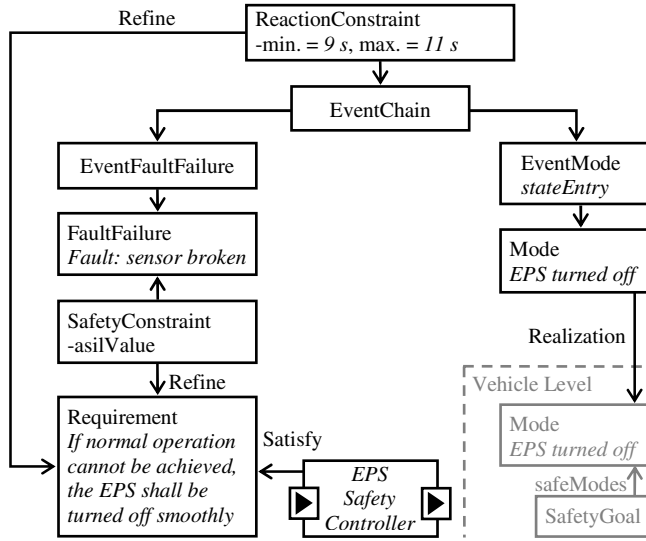 Refine
ReactionConstraint
-min. = 9 s, max. = 11 s
EventChain
EventFaultFailure
EventMode
stateEntry
FaultFailure
Fault: sensor broken
Mode
EPS turned off
SafetyConstraint
-asilValue
Realization
Refine
Vehicle Level
Requirement
If normal operation
cannot be achieved,
the EPS shall be
turned off smoothly
Satisfy
EPS
Safety
Controller
Mode
EPS turned off
safeModes
SafetyGoal